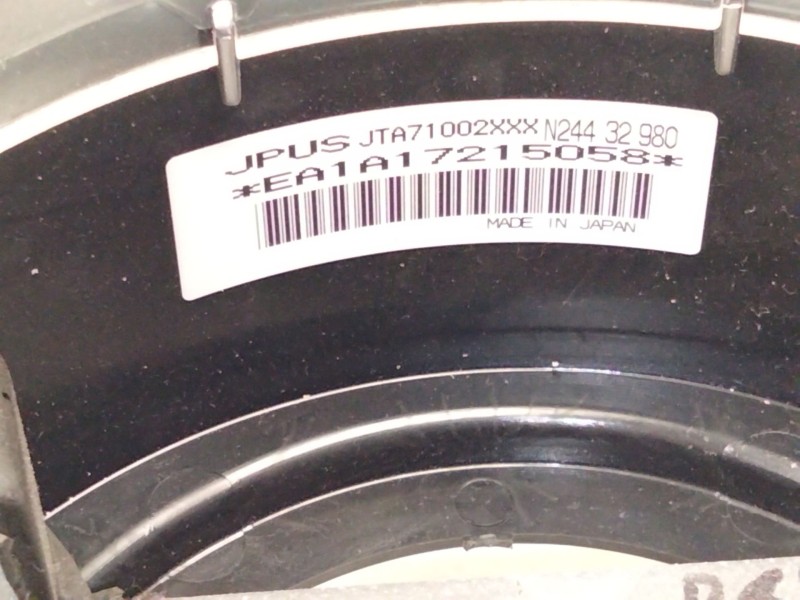 JPUS JTA71002XXX N244 32 980
*EA1A17215058*
MADE IN JAPAN